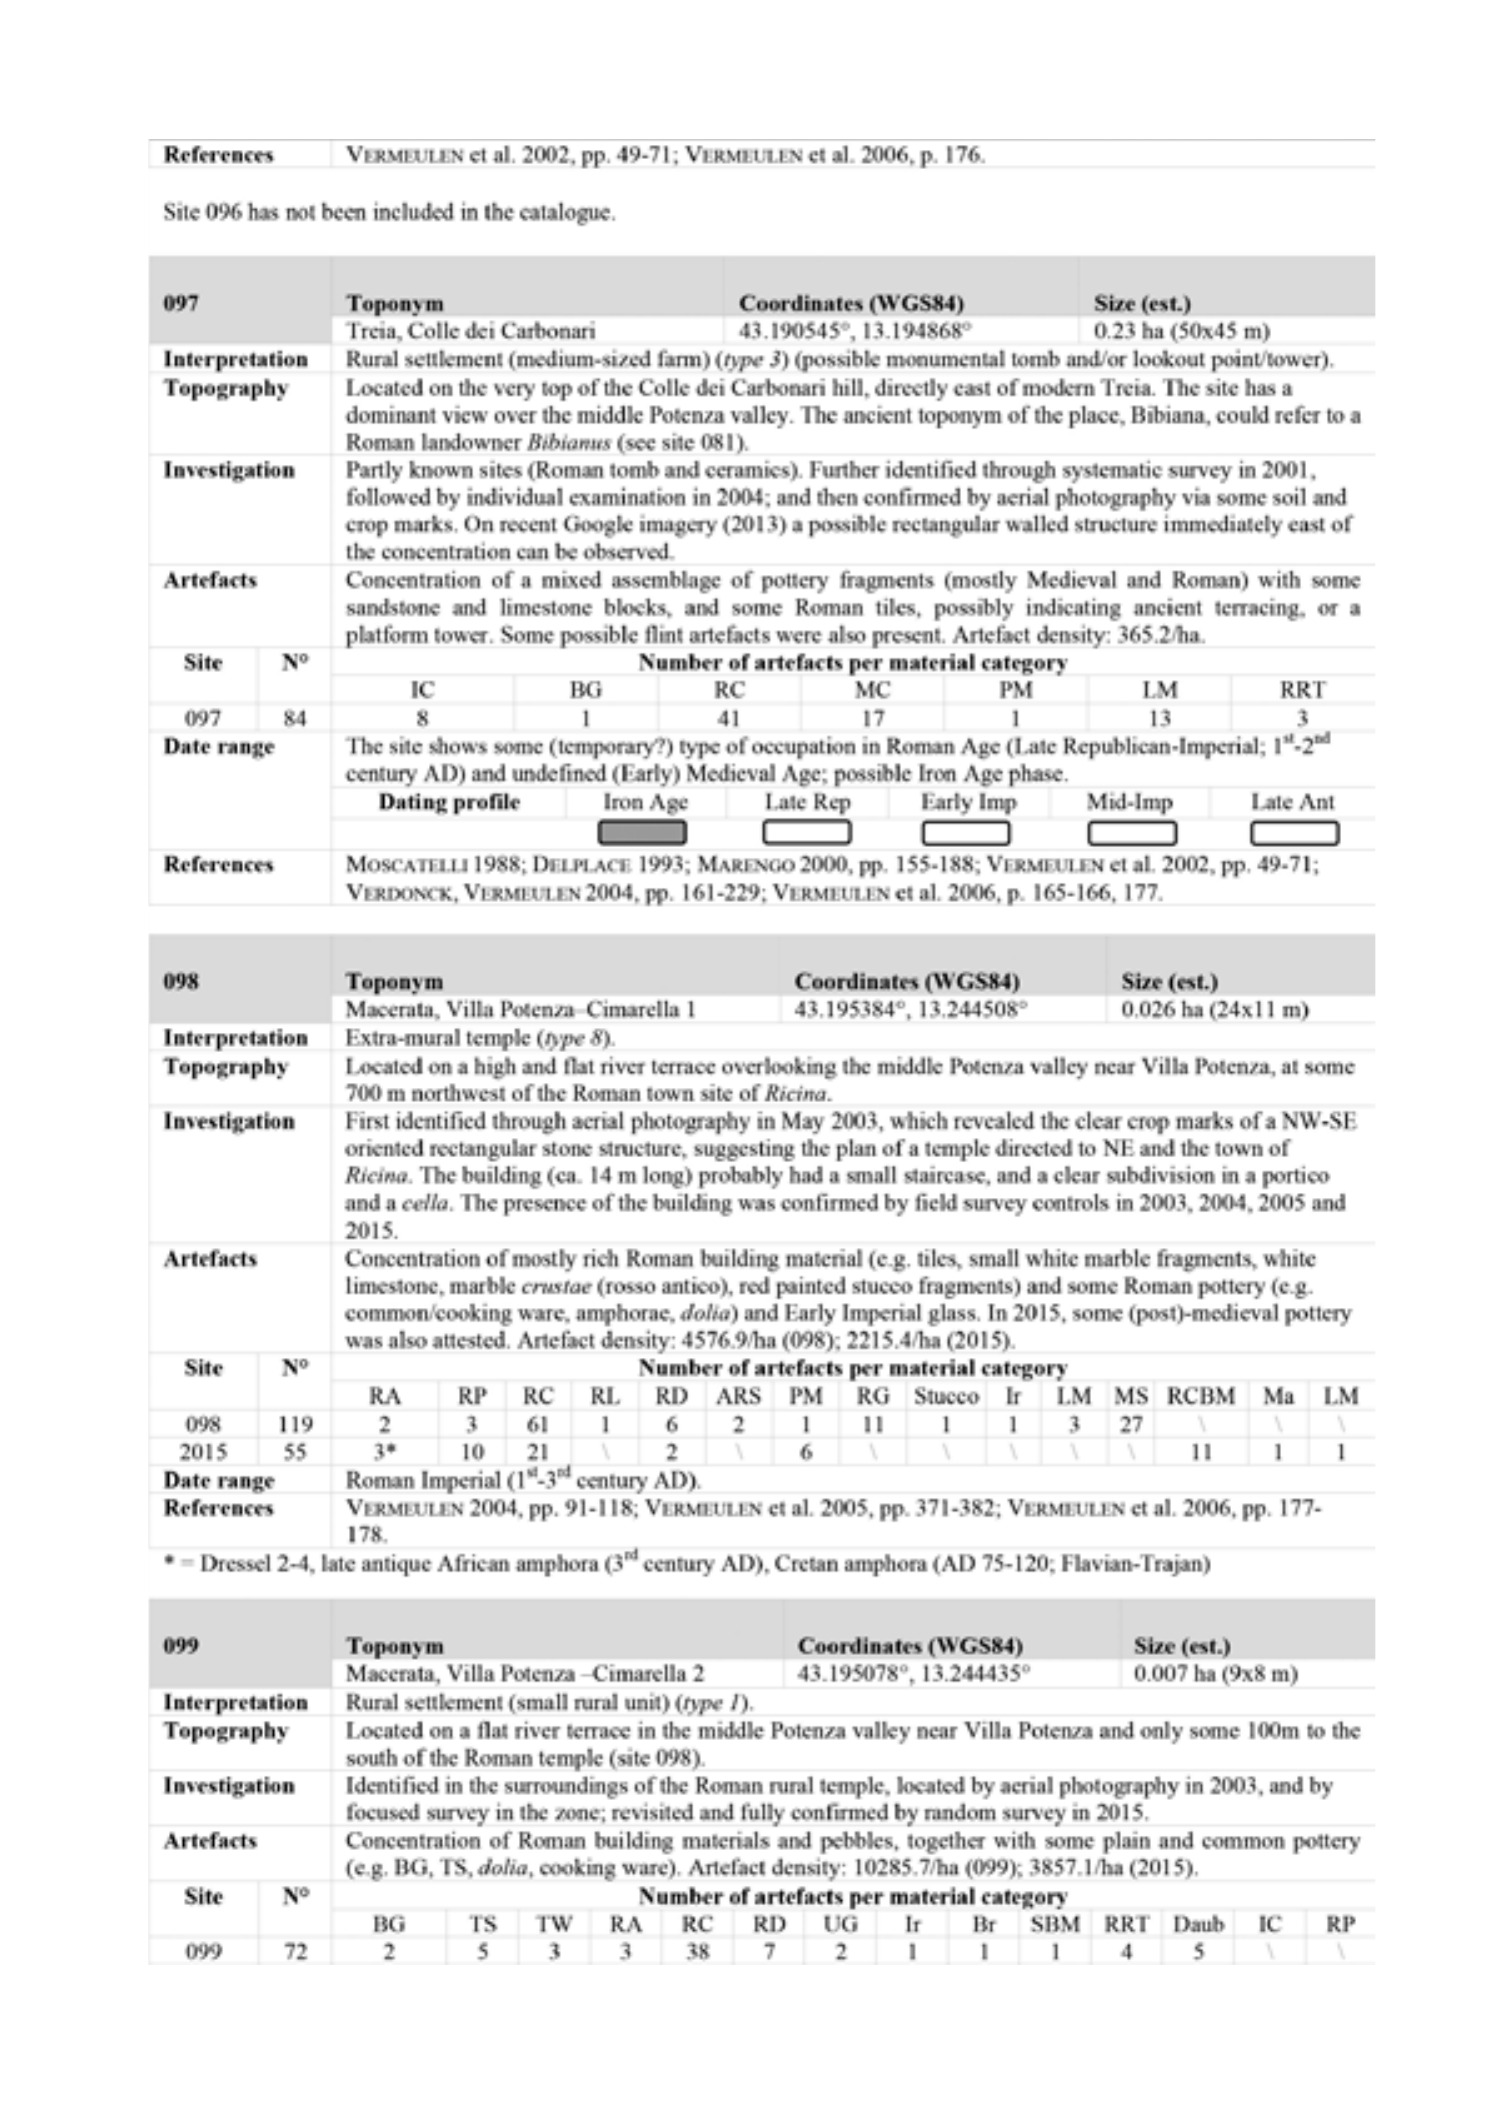 References VERMEULEN et al. 2002, pp. 49-71; VERMEULEN et al. 2006, p. 176.
Site 096 has not been included in the catalogue.
097 Toponym Coordinates (WGS84) Size (est.)
Treia, Colle dei Carbonari 43.190545°, 13.194868° 0.23 ha (50x45 m)
Interpretation Rural settlement (medium-sized farm) (type 3) (possible monumental tomb and/or lookout point/tower).
Topography Located on the very top of the Colle dei Carbonari hill, directly east of modern Treia. The site has a
dominant view over the middle Potenza valley. The ancient toponym of the place, Bibiana, could refer to a
Roman landowner Bibianus (see site 081).
Investigation Partly known sites (Roman tomb and ceramics). Further identified through systematic survey in 2001,
followed by individual examination in 2004; and then confirmed by aerial photography via some soil and
crop marks. On recent Google imagery (2013) a possible rectangular walled structure immediately east of
the concentration can be observed.
Artefacts Concentration of a mixed assemblage of pottery fragments (mostly Medieval and Roman) with some
sandstone and limestone blocks, and some Roman tiles, possibly indicating ancient terracing, or a
platform tower. Some possible flint artefacts were also present. Artefact density: 365.2/ha.
Site N° Number of artefacts per material category
IC BG RC MC PM LM RRT
097 84 8 1 41 17 1 13 3
Date range The site shows some (temporary?) type of occupation in Roman Age (Late Republican-Imperial; 1st-2nd
century AD) and undefined (Early) Medieval Age; possible Iron Age phase.
Dating profile Iron Age Late Rep Early Imp Mid-Imp Late Ant
References MOSCATELLI 1988; DELPLACE 1993; MARENGO 2000, pp. 155-188; VERMEULEN et al. 2002, pp. 49-71;
VERDONCK, VERMEULEN 2004, pp. 161-229; VERMEULEN et al. 2006, p. 165-166, 177.
098 Toponym Coordinates (WGS84) Size (est.)
Macerata, Villa Potenza–Cimarella 1 43.195384°, 13.244508° 0.026 ha (24x11 m)
Interpretation Extra-mural temple (type 8).
Topography Located on a high and flat river terrace overlooking the middle Potenza valley near Villa Potenza, at some
700 m northwest of the Roman town site of Ricina.
Investigation First identified through aerial photography in May 2003, which revealed the clear crop marks of a NW-SE
oriented rectangular stone structure, suggesting the plan of a temple directed to NE and the town of
Ricina. The building (ca. 14 m long) probably had a small staircase, and a clear subdivision in a portico
and a cella. The presence of the building was confirmed by field survey controls in 2003, 2004, 2005 and
2015.
Artefacts Concentration of mostly rich Roman building material (e.g. tiles, small white marble fragments, white
limestone, marble crustae (rosso antico), red painted stucco fragments) and some Roman pottery (e.g.
common/cooking ware, amphorae, dolia) and Early Imperial glass. In 2015, some (post)-medieval pottery
was also attested. Artefact density: 4576.9/ha (098); 2215.4/ha (2015).
Site N° Number of artefacts per material category
RA RP RC RL RD ARS PM RG Stucco Ir LM MS RCBM Ma LM
098 119 2 3 61 1 6 2 1 11 1 1 3 27 \ \ \
2015 55 3* 10 21 \ 2 \ 6 \ \ \ \ \ 11 1 1
Date range Roman Imperial (1st-3rd century AD).
References VERMEULEN 2004, pp. 91-118; VERMEULEN et al. 2005, pp. 371-382; VERMEULEN et al. 2006, pp. 177-
178.
* = Dressel 2-4, late antique African amphora (3rd century AD), Cretan amphora (AD 75-120; Flavian-Trajan)
099 Toponym Coordinates (WGS84) Size (est.)
Macerata, Villa Potenza –Cimarella 2 43.195078°, 13.244435° 0.007 ha (9x8 m)
Interpretation Rural settlement (small rural unit) (type 1).
Topography Located on a flat river terrace in the middle Potenza valley near Villa Potenza and only some 100m to the
south of the Roman temple (site 098).
Investigation Identified in the surroundings of the Roman rural temple, located by aerial photography in 2003, and by
focused survey in the zone; revisited and fully confirmed by random survey in 2015.
Artefacts Concentration of Roman building materials and pebbles, together with some plain and common pottery
(e.g. BG, TS, dolia, cooking ware). Artefact density: 10285.7/ha (099); 3857.1/ha (2015).
Site N° Number of artefacts per material category
BG TS TW RA RC RD UG Ir Br SBM RRT Daub IC RP
099 72 2 5 3 3 38 7 2 1 1 1 4 5 \ \